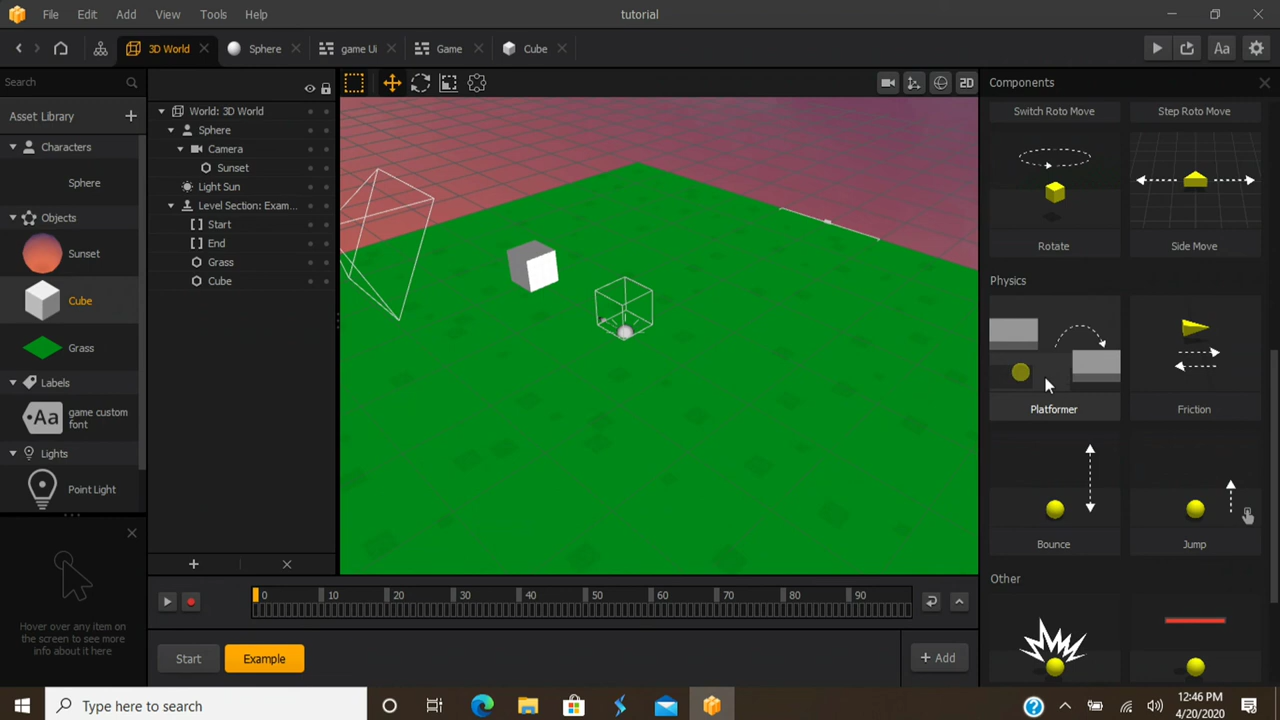 File Edit Add View Tools Help
tutorial
3D World
Sphere
game Ui
Game
Cube
Aa
Search
Asset Library
Characters
Sphere
Objects
Sunset
Cube
Grass
Labels
Aa
game custom
font
Lights
Point Light
Hover over any item
on the screen to see more
info about it here
World: 3D World
Sphere
Camera
Sunset
Light Sun
Level Section: Exam...
Start
End
Grass
Cube
2D
Components
Switch Roto Move
Step Roto Move
Rotate
Side Move
Physics
Platformer
Friction
Bounce
Jump
Other
0 10 20 30 40 50 60 70 80 90
Start
Example
+ Add
Type here to search
12:46 PM
4/20/2020